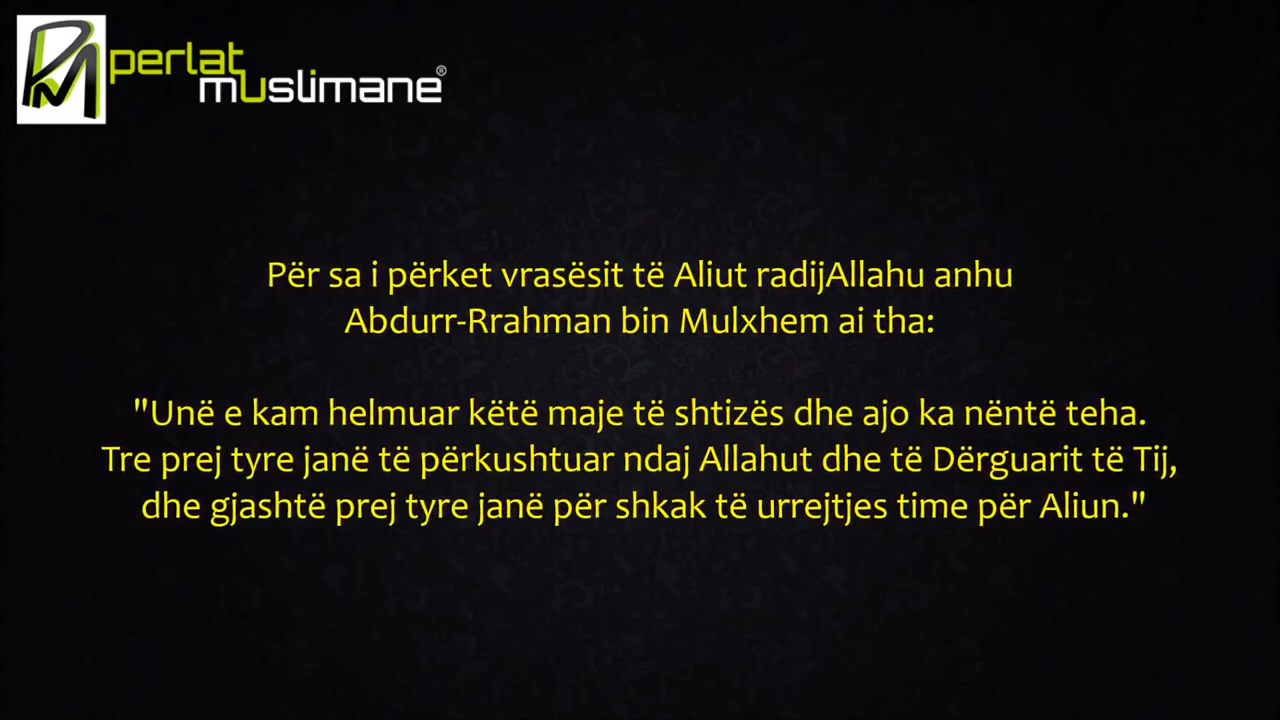 perlat
muslimane®
Për sa i përket vrasësit të Aliut radijAllahu anhu
Abdurr-Rrahman bin Mulxhem ai tha:
"Unë e kam helmuar këtë maje të shtizës dhe ajo ka nëntë teha.
Tre prej tyre janë të përkushtuar ndaj Allahut dhe të Dërguarit të Tij,
dhe gjashtë prej tyre janë për shkak të urrejtjes time për Aliun."